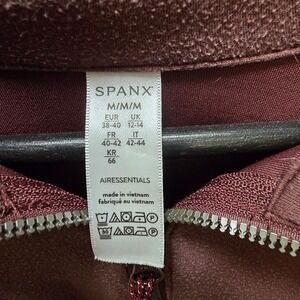 SPANX
M/M/M
EUR UK
38-40 12-14
FR IT
40-42 42-44
KR
66
AIRESSENTIALS
made in vietnam
fabriqué au vietnam